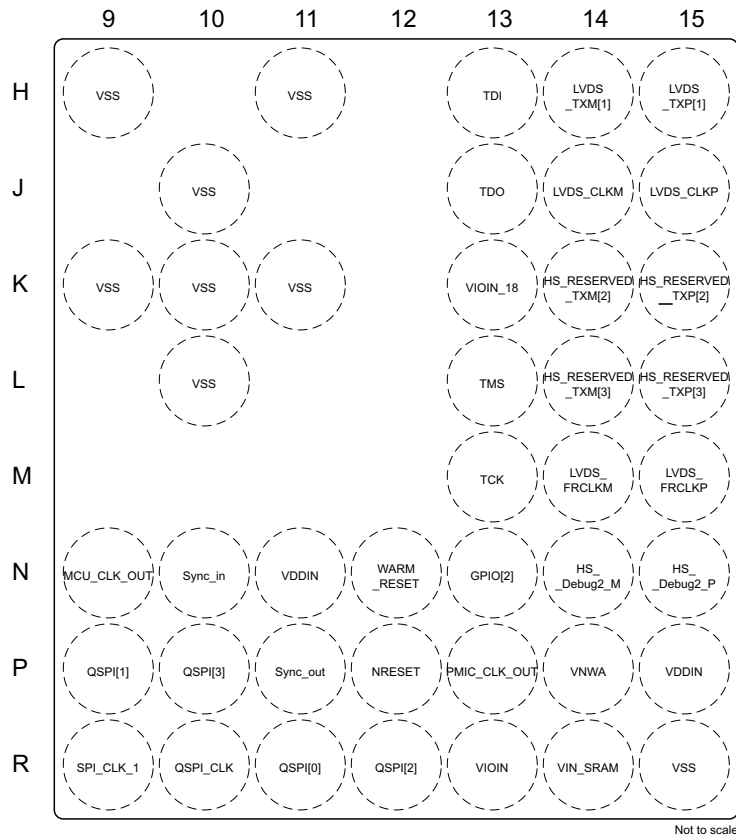 9 10 11 12 13 14 15
H
VSS
VSS
TDI
LVDS
_TXM[1]
LVDS
_TXP[1]
J
VSS
TDO
LVDS_CLKM
LVDS_CLKP
K
VSS
VSS
VSS
VIOIN_18
HS_RESERVED
_TXM[2]
HS_RESERVED
__TXP[2]
L
VSS
TMS
HS_RESERVED
_TXM[3]
HS_RESERVED
_TXP[3]
M
TCK
LVDS_
FRCLKM
LVDS_
FRCLKP
N
MCU_CLK_OUT
Sync_in
VDDIN
WARM
_RESET
GPIO[2]
HS_
_Debug2_M
HS_
_Debug2_P
P
QSPI[1]
QSPI[3]
Sync_out
NRESET
PMIC_CLK_OUT
VNWA
VDDIN
R
SPI_CLK_1
QSPI_CLK
QSPI[0]
QSPI[2]
VIOIN
VIN_SRAM
VSS
Not to scale